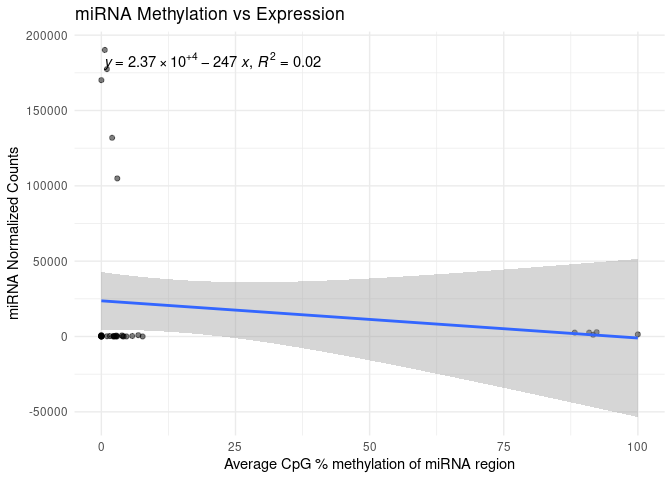 miRNA Methylation vs Expression
200000
y = 2.37 × 10⁺⁴ – 247 x, R² = 0.02
150000
100000
50000
0
-50000
miRNA Normalized Counts
0 25 50 75 100
Average CpG % methylation of miRNA region